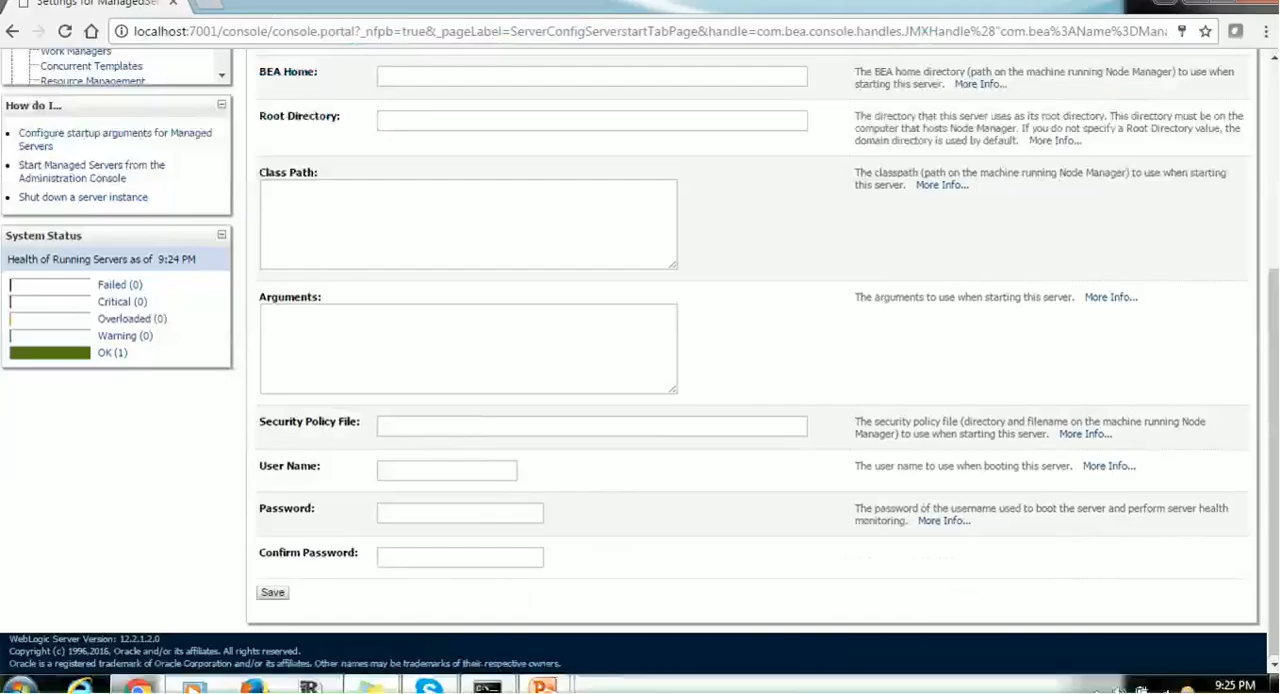 Settings for ManagedSer
localhost:7001/console/console.portal?_nfpb=true&_pageLabel=ServerConfigServerstartTabPage&handle=com.bea.console.handles.JMXHandle%28"com.bea%3AName%3DMana
Work Managers
Concurrent Templates
Resource Management
How do I...
Configure startup arguments for Managed
Servers
Start Managed Servers from the
Administration Console
Shut down a server instance
System Status
Health of Running Servers as of 9:24 PM
Failed (0)
Critical (0)
Overloaded (0)
Warning (0)
OK (1)
BEA Home:
The BEA home directory (path on the machine running Node Manager) to use when
starting this server. More Info...
Root Directory:
The directory that this server uses as its root directory. This directory must be on the
computer that hosts Node Manager. If you do not specify a Root Directory value, the
domain directory is used by default. More Info...
Class Path:
The classpath (path on the machine running Node Manager) to use when starting
this server. More Info...
Arguments:
The arguments to use when starting this server. More Info...
Security Policy File:
The security policy file (directory and filename on the machine running Node
Manager) to use when starting this server. More Info...
User Name:
The user name to use when booting this server. More Info...
Password:
The password of the username used to boot the server and perform server health
monitoring. More Info...
Confirm Password:
Save
WebLogic Server Version: 12.2.1.2.0
Copyright (c) 1996,2016, Oracle and/or its affiliates. All rights reserved.
Oracle is a registered trademark of Oracle Corporation and/or its affiliates. Other names may be trademarks of their respective owners.
9:25 PM